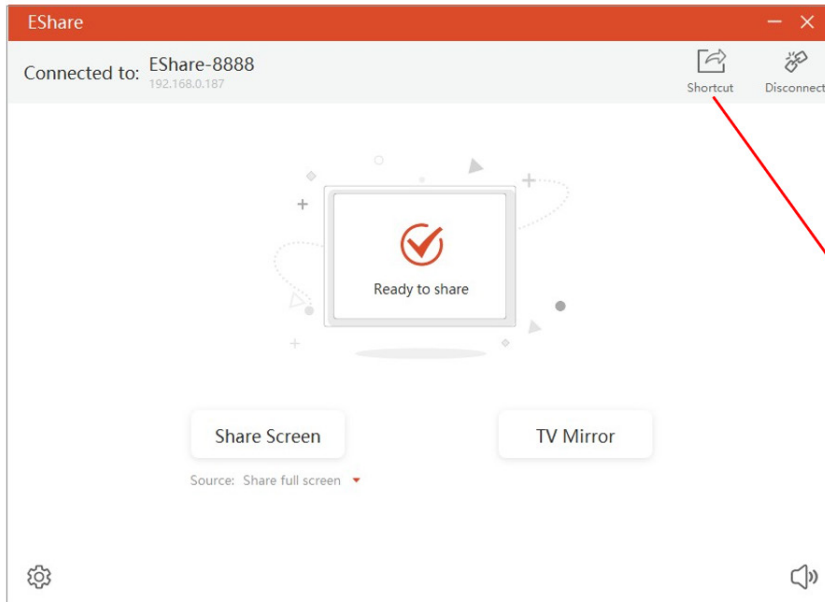 EShare
Connected to: EShare-8888
192.168.0.187
Shortcut
Disconnect
Ready to share
Share Screen
TV Mirror
Source: Share full screen